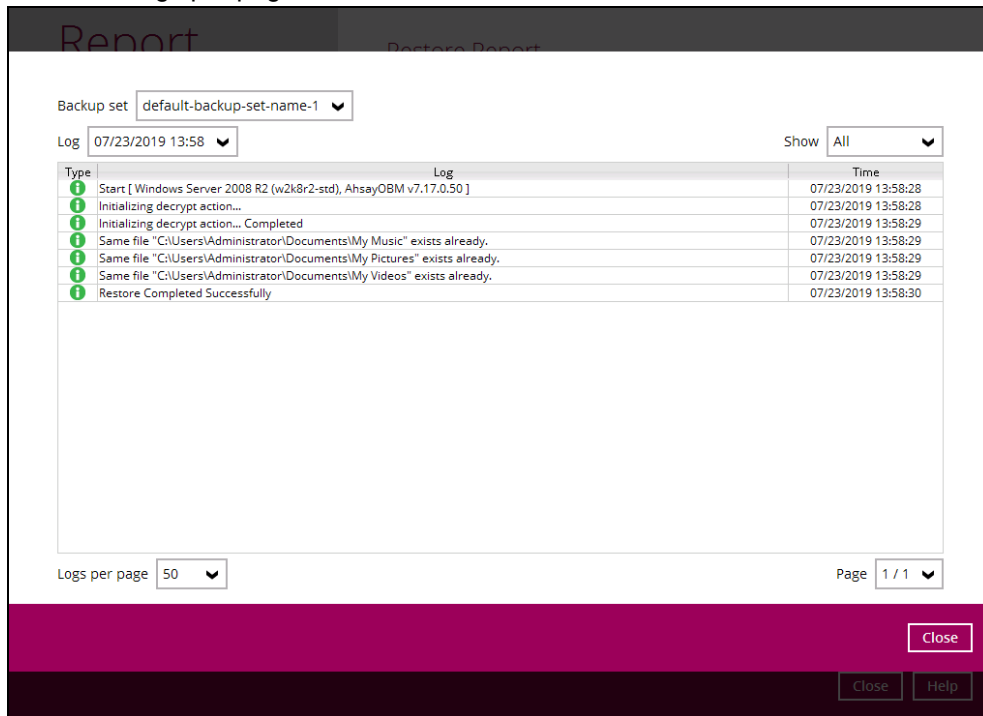 Report
Restore Report
Backup set default-backup-set-name-1
Log 07/23/2019 13:58 Show All
Type Log Time
Start [ Windows Server 2008 R2 (w2k8r2-std), AhsayOBM v7.17.0.50 ] 07/23/2019 13:58:28
Initializing decrypt action... 07/23/2019 13:58:28
Initializing decrypt action... Completed 07/23/2019 13:58:29
Same file "C:\Users\Administrator\Documents\My Music" exists already. 07/23/2019 13:58:29
Same file "C:\Users\Administrator\Documents\My Pictures" exists already. 07/23/2019 13:58:29
Same file "C:\Users\Administrator\Documents\My Videos" exists already. 07/23/2019 13:58:29
Restore Completed Successfully 07/23/2019 13:58:30
Logs per page 50 Page 1 / 1
Close
Close Help